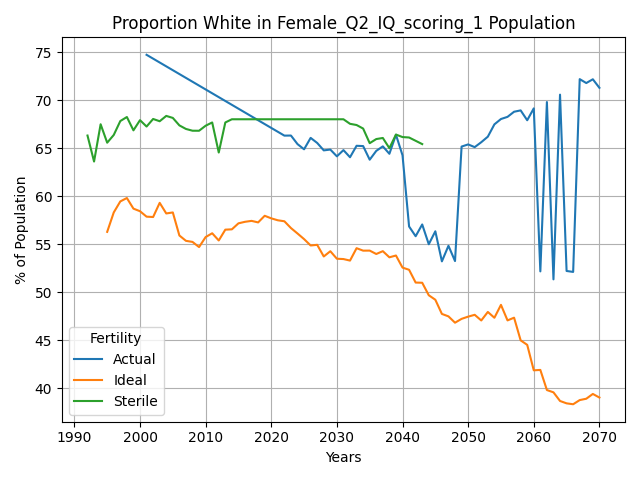 Proportion White in Female_Q2_IQ_scoring_1 Population
% of Population
75
70
65
60
55
50
45
40
Fertility
Actual
Ideal
Sterile
1990 2000 2010 2020 2030 2040 2050 2060 2070
Years